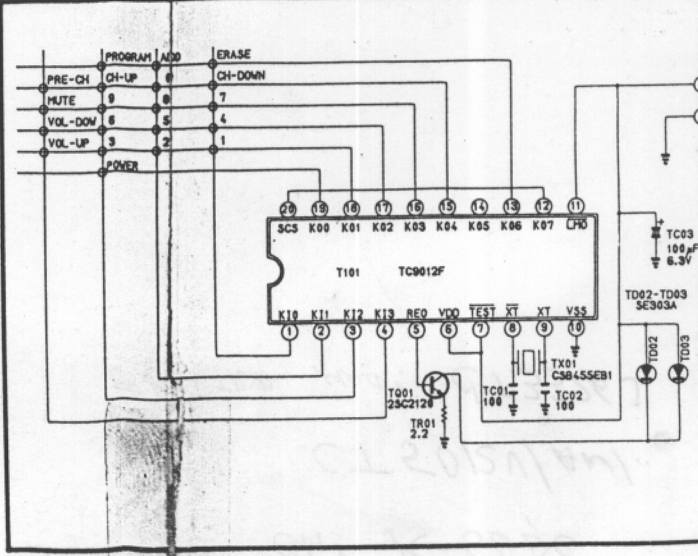 PROGRAM ADD ERASE
PRE-CH CH-UP 0 CH-DOWN
MUTE 9 8 7
VOL-DOW 6 5 4
VOL-UP 3 2 1
POWER
20 19 18 17 16 15 14 13 12 11
SCS K00 K01 K02 K03 K04 K05 K06 K07 LMO
T101 TC9012F
KI0 KI1 KI2 KI3 REO VDD TEST XT XT VSS
1 2 3 4 5 6 7 8 9 10
TC03
100µF
6.3V
+
TD02-TD03
SE303A
TD02
TD03
TX01
CSB455EB1
TC01
100
TC02
100
TQ01
2SC2120
TR01
2.2